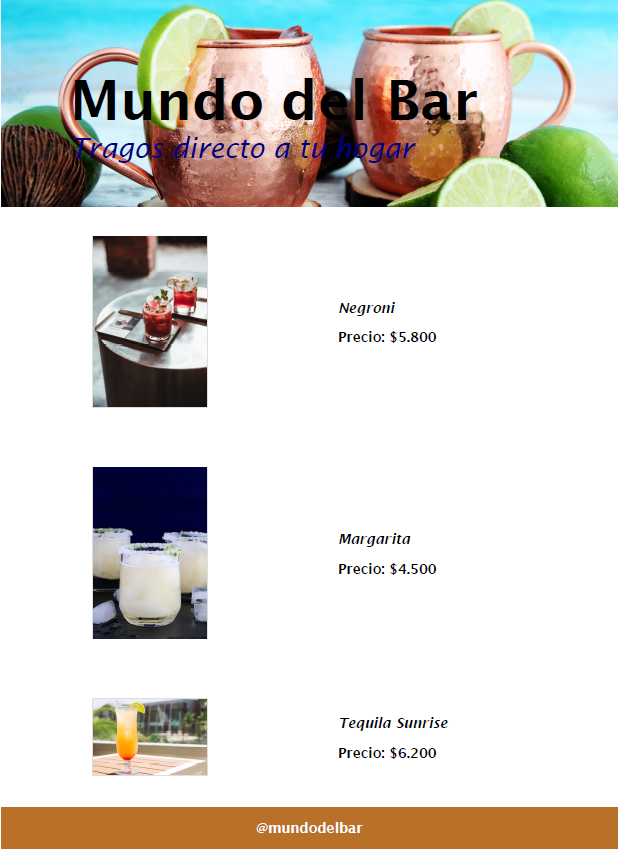 Mundo del Bar
Tragos directo a tu hogar
Negroni
Precio: $5.800
Margarita
Precio: $4.500
Tequila Sunrise
Precio: $6.200
@mundodelbar